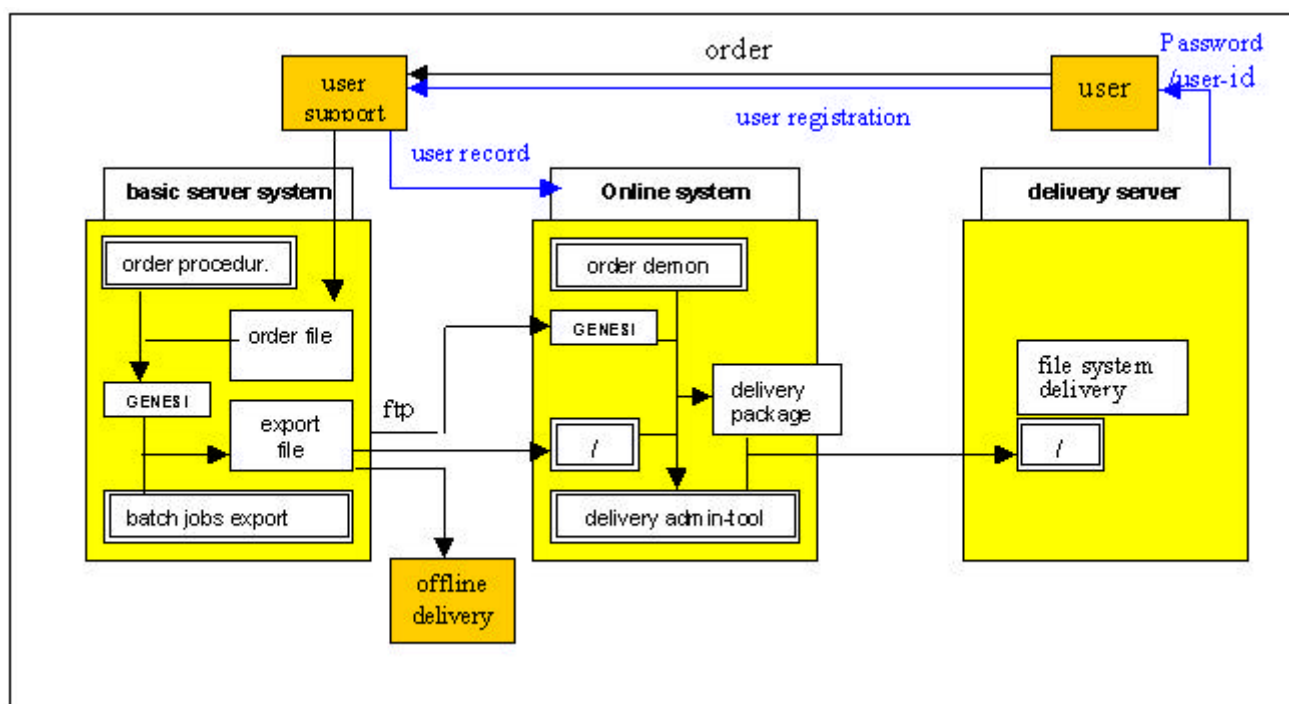 order
Password
/user-id
user
support
user
user registration
user record
basic server system
Online system
delivery server
order procedur.
order demon
order file
GENESI
GENESI
file system
delivery
delivery
package
ftp
export
file
/
/
batch jobs export
delivery admin-tool
offline
delivery